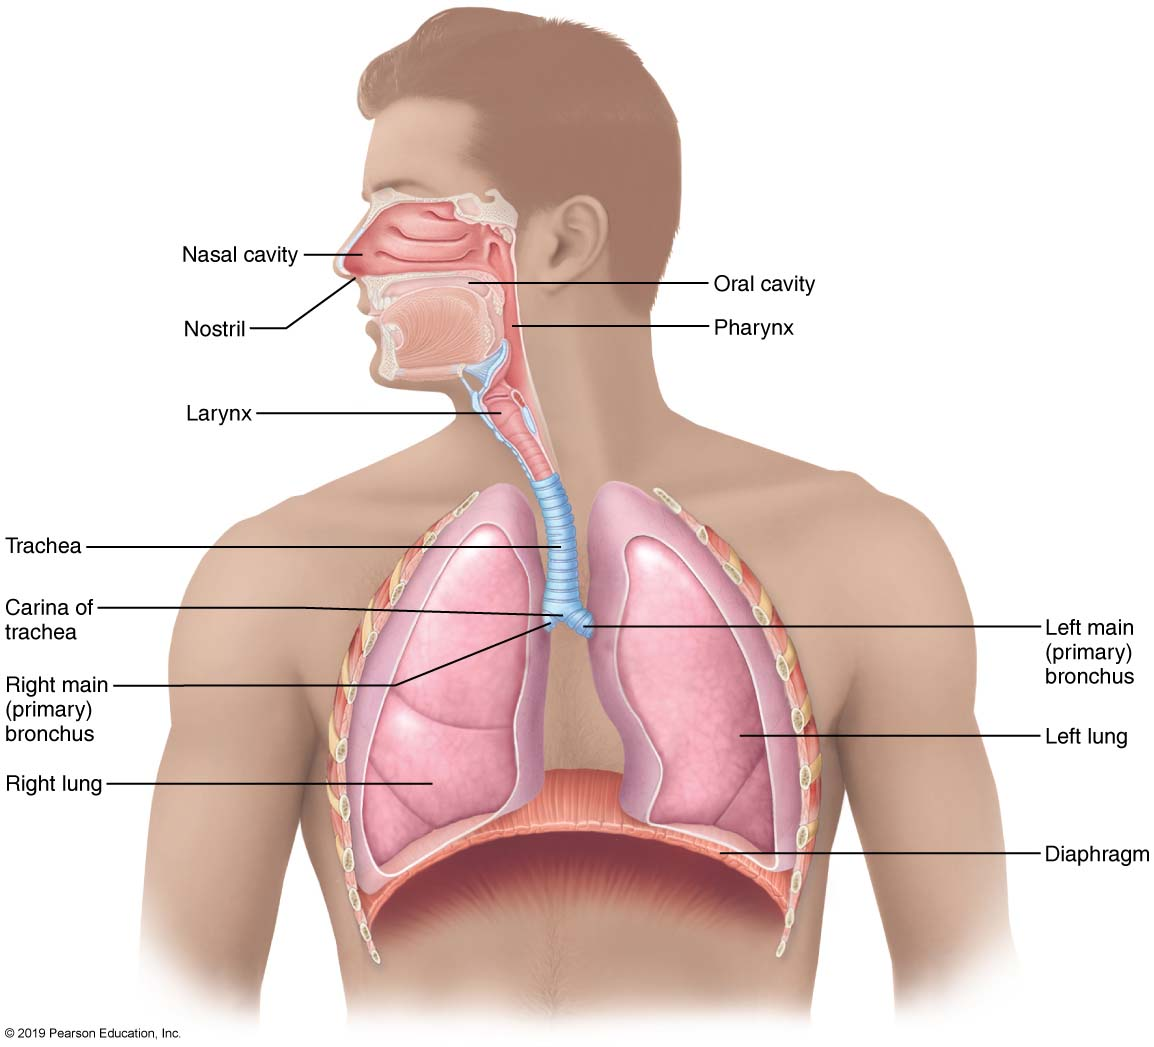 Nasal cavity
Nostril
Larynx
Trachea
Carina of
trachea
Right main
(primary)
bronchus
Right lung
Oral cavity
Pharynx
Left main
(primary)
bronchus
Left lung
Diaphragm
© 2019 Pearson Education, Inc.